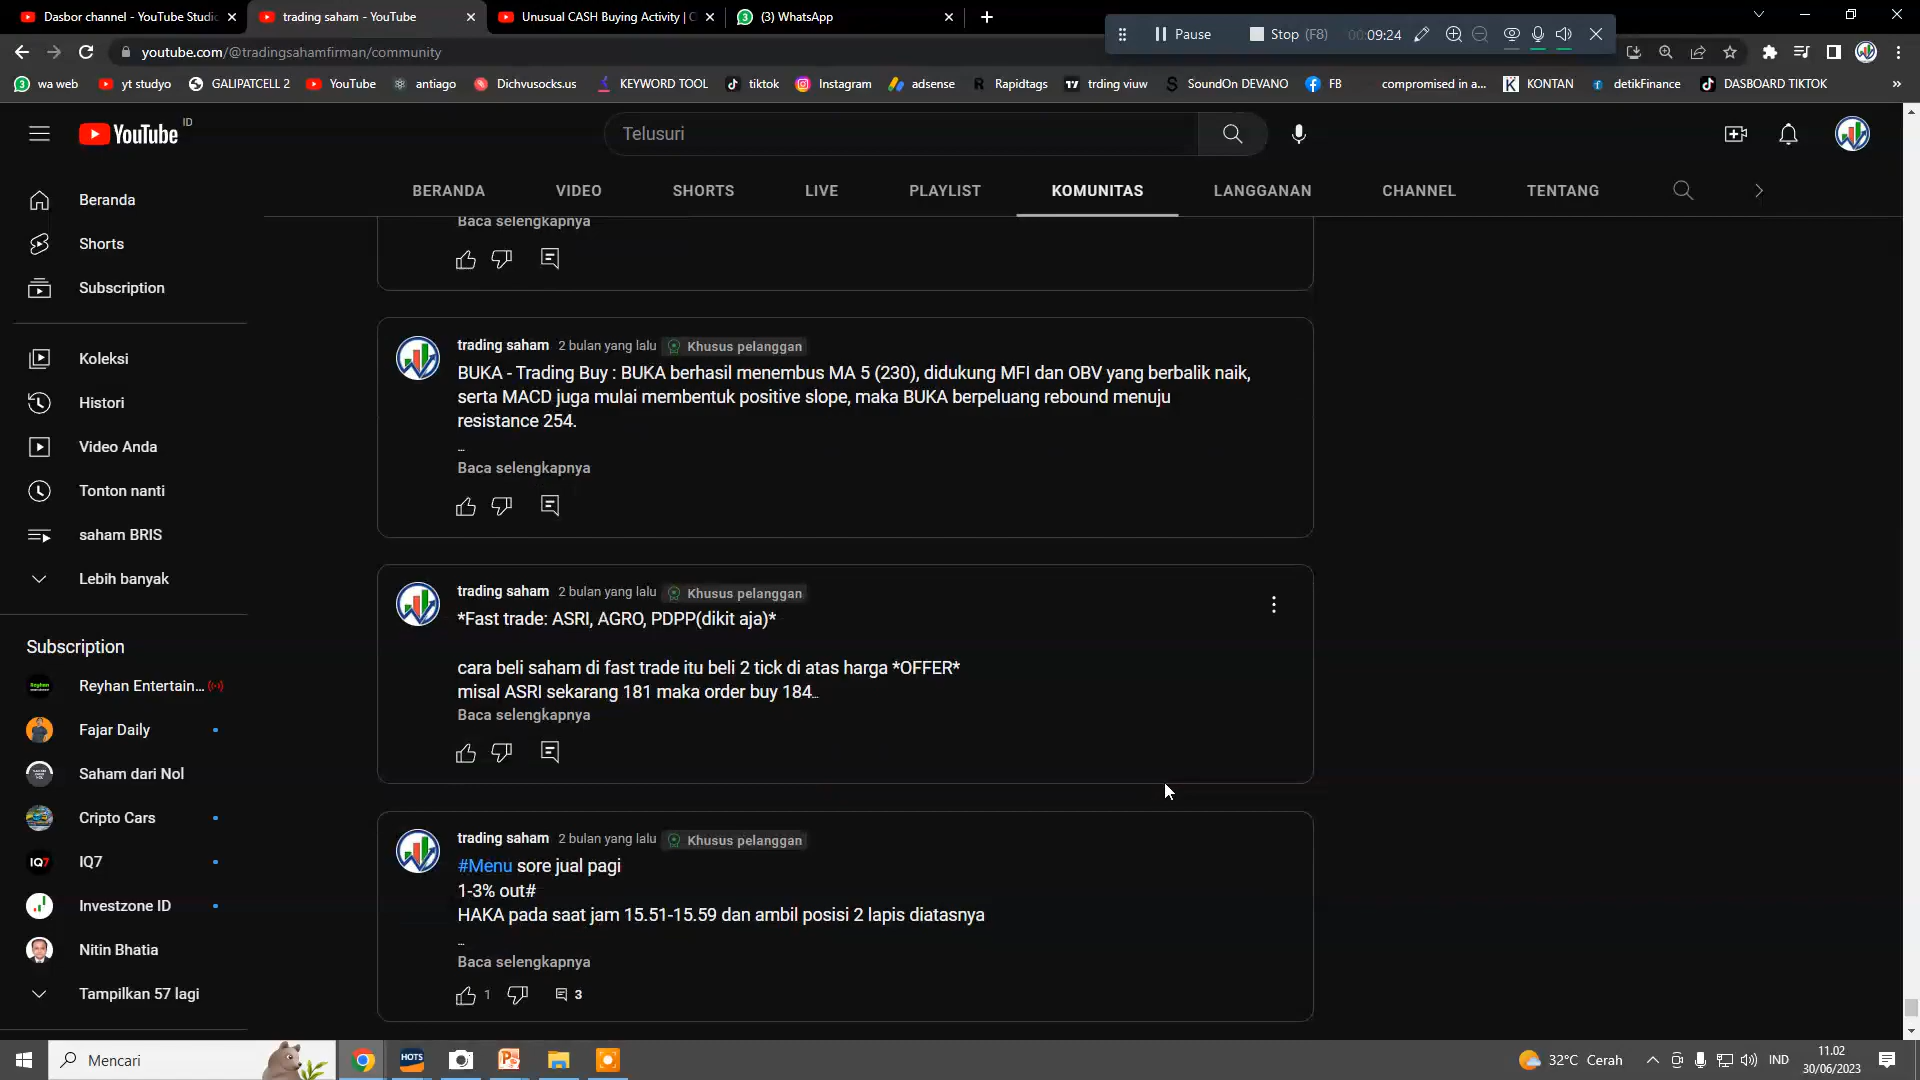 Dasbor channel - YouTube Studi
trading saham - YouTube
Unusual CASH Buying Activity |
(3) WhatsApp
youtube.com/@tradingsahamfirman/community
Pause
Stop (F8)
00:09:24
wa web
yt studyo
GALIPATCELL 2
YouTube
antiago
Dichvusocks.us
KEYWORD TOOL
tiktok
Instagram
adsense
Rapidtags
trding viuw
SoundOn DEVANO
FB
compromised in a...
KONTAN
detikFinance
DASBOARD TIKTOK
YouTube ID
Telusuri
BERANDA
VIDEO
SHORTS
LIVE
PLAYLIST
KOMUNITAS
LANGGANAN
CHANNEL
TENTANG
Beranda
Shorts
Subscription
Koleksi
Histori
Video Anda
Tonton nanti
saham BRIS
Lebih banyak
Subscription
Reyhan Entertain...
Fajar Daily
Saham dari Nol
Cripto Cars
IQ7
Investzone ID
Nitin Bhatia
Tampilkan 57 lagi
Baca selengkapnya
trading saham 2 bulan yang lalu Khusus pelanggan
BUKA - Trading Buy : BUKA berhasil menembus MA 5 (230), didukung MFI dan OBV yang berbalik naik,
serta MACD juga mulai membentuk positive slope, maka BUKA berpeluang rebound menuju
resistance 254.
...
Baca selengkapnya
trading saham 2 bulan yang lalu Khusus pelanggan
*Fast trade: ASRI, AGRO, PDPP(dikit aja)*
cara beli saham di fast trade itu beli 2 tick di atas harga *OFFER*
misal ASRI sekarang 181 maka order buy 184...
Baca selengkapnya
trading saham 2 bulan yang lalu Khusus pelanggan
#Menu sore jual pagi
1-3% out#
HAKA pada saat jam 15.51-15.59 dan ambil posisi 2 lapis diatasnya
...
Baca selengkapnya
1
3
Mencari
HOTS
32°C Cerah
IND
11.02
30/06/2023